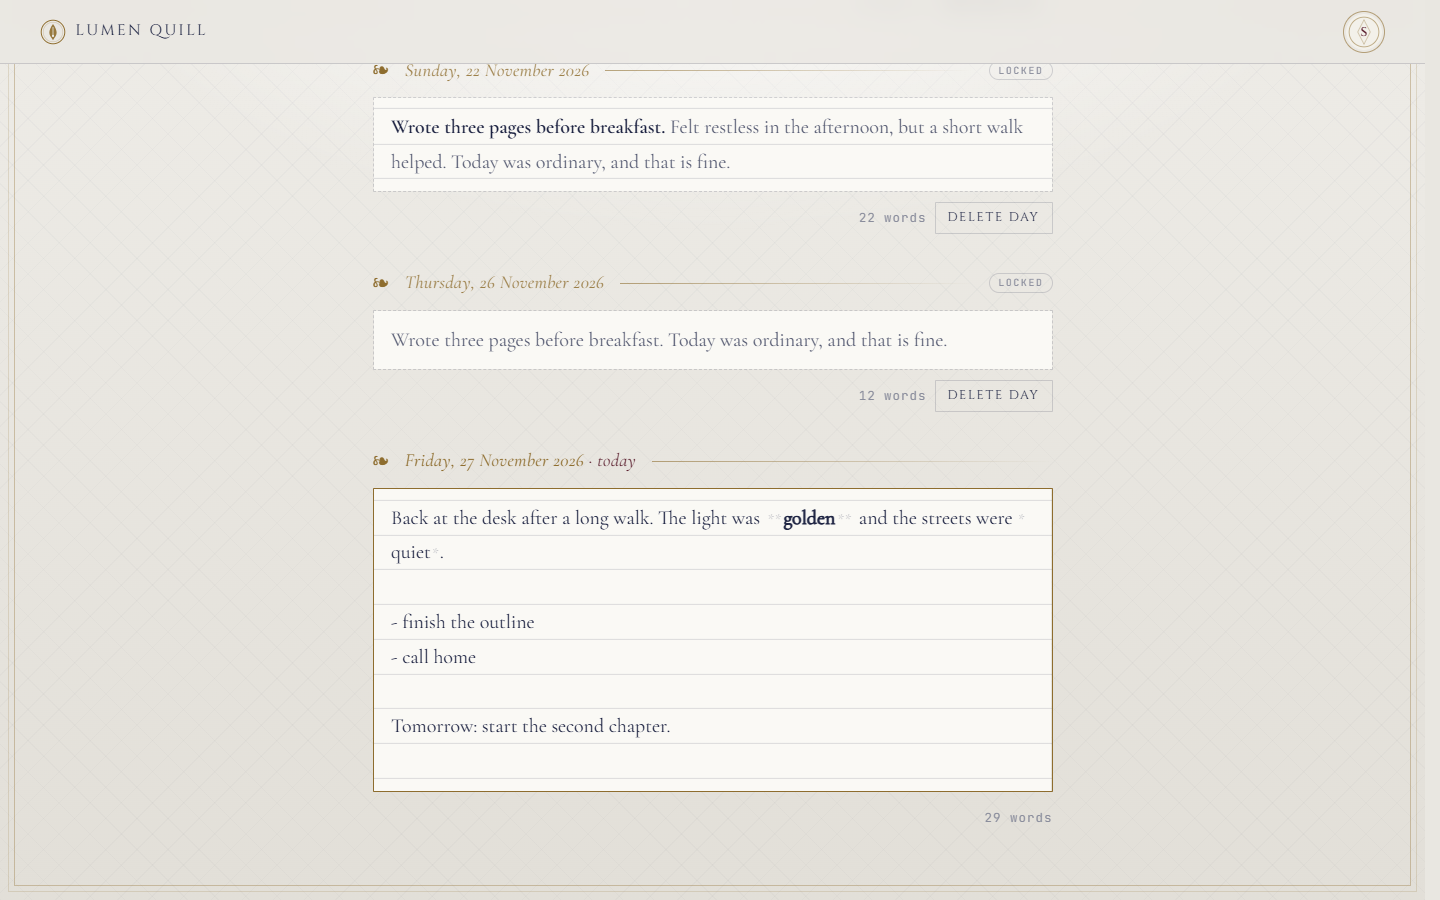 LUMEN QUILL
S
Sunday, 22 November 2026
LOCKED
Wrote three pages before breakfast. Felt restless in the afternoon, but a short walk
helped. Today was ordinary, and that is fine.
22 words
DELETE DAY
Thursday, 26 November 2026
LOCKED
Wrote three pages before breakfast. Today was ordinary, and that is fine.
12 words
DELETE DAY
Friday, 27 November 2026 · today
Back at the desk after a long walk. The light was **golden** and the streets were *
quiet*.
- finish the outline
- call home
Tomorrow: start the second chapter.
29 words